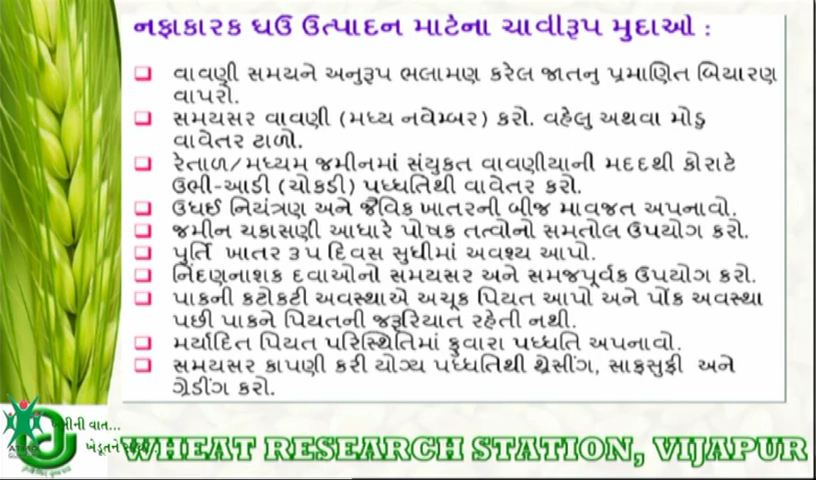 નફાકારક ઘઉં ઉત્પાદન માટેના ચાવીરૂપ મુદાઓ :
❑ વાવણી સમયને અનુરૂપ ભલામણ કરેલ જાતનુ પ્રમાણિત બિયારણ
વાપરો.
❑ સમયસર વાવણી (મધ્ય નવેમ્બર) કરો. વહેલુ અથવા મોડુ
વાવેતર ટાળો.
❑ રેતાળ/મધ્યમ જમીનમાં સંયુકત વાવણીયાની મદદથી કોરાટે
ઉભી-આડી (ચોકડી) પધ્ધતિથી વાવેતર કરો.
❑ ઉધઈ નિયંત્રણ અને જૈવિક ખાતરની બીજ માવજત અપનાવો.
❑ જમીન ચકાસણી આધારે પોષક તત્વોનો સમતોલ ઉપયોગ કરો.
❑ પુર્તિ ખાતર ૩૫ દિવસ સુધીમાં અવશ્ય આપો.
❑ નિંદણનાશક દવાઓનો સમયસર અને સમજપૂર્વક ઉપયોગ કરો.
❑ પાકની કટોકટી અવસ્થાએ અચૂક પિયત આપો અને પોંક અવસ્થા
પછી પાકને પિયતની જરૂરિયાત રહેતી નથી.
❑ મર્યાદિત પિયત પરિસ્થિતિમાં ફુવારા પધ્ધતિ અપનાવો.
❑ સમયસર કાપણી કરી યોગ્ય પધ્ધતિથી થ્રેસીંગ, સાફસુફી અને
ગ્રેડીંગ કરો.
વાત...
ખેડૂતને
WHEAT RESEARCH STATION, VIJAPUR